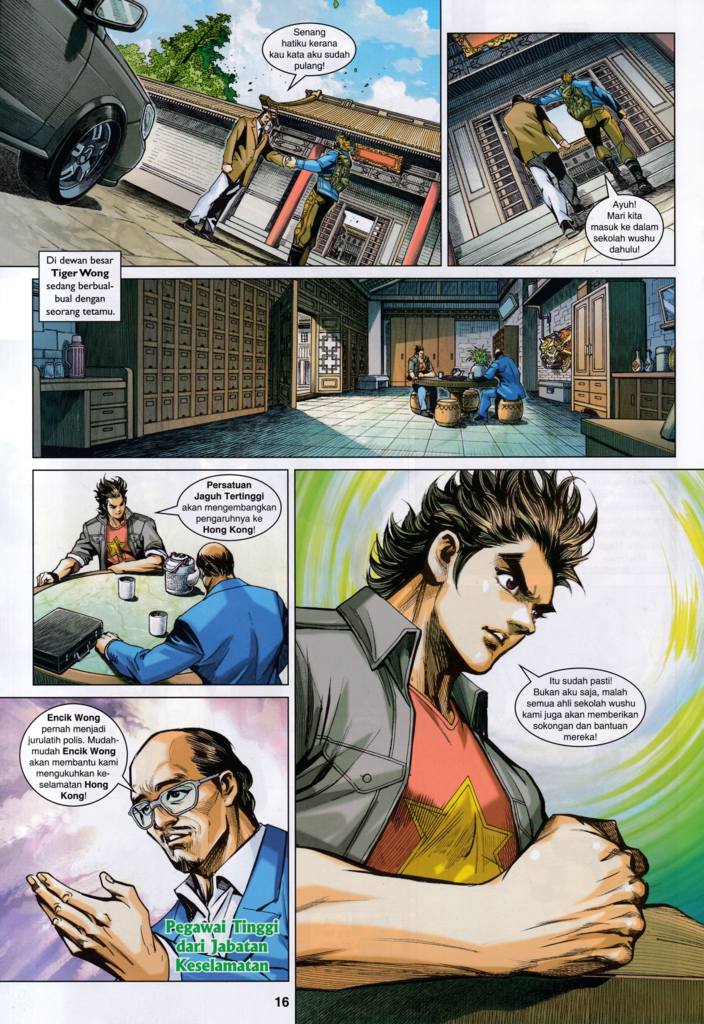 Senang
hatiku kerana
kau kata aku sudah
pulang!
Ayuh!
Mari kita
masuk ke dalam
sekolah wushu
dahulu!
Di dewan besar
Tiger Wong
sedang berbual-
bual dengan
seorang tetamu.
Persatuan
Jaguh Tertinggi
akan mengembangkan
pengaruhnya ke
Hong Kong!
Itu sudah pasti!
Bukan aku saja, malah
semua ahli sekolah wushu
kami juga akan memberikan
sokongan dan bantuan
mereka!
Encik Wong
pernah menjadi
jurulatih polis. Mudah-
mudah Encik Wong
akan membantu kami
mengukuhkan ke-
selamatan Hong
Kong!
Pegawai Tinggi
dari Jabatan
Keselamatan
16